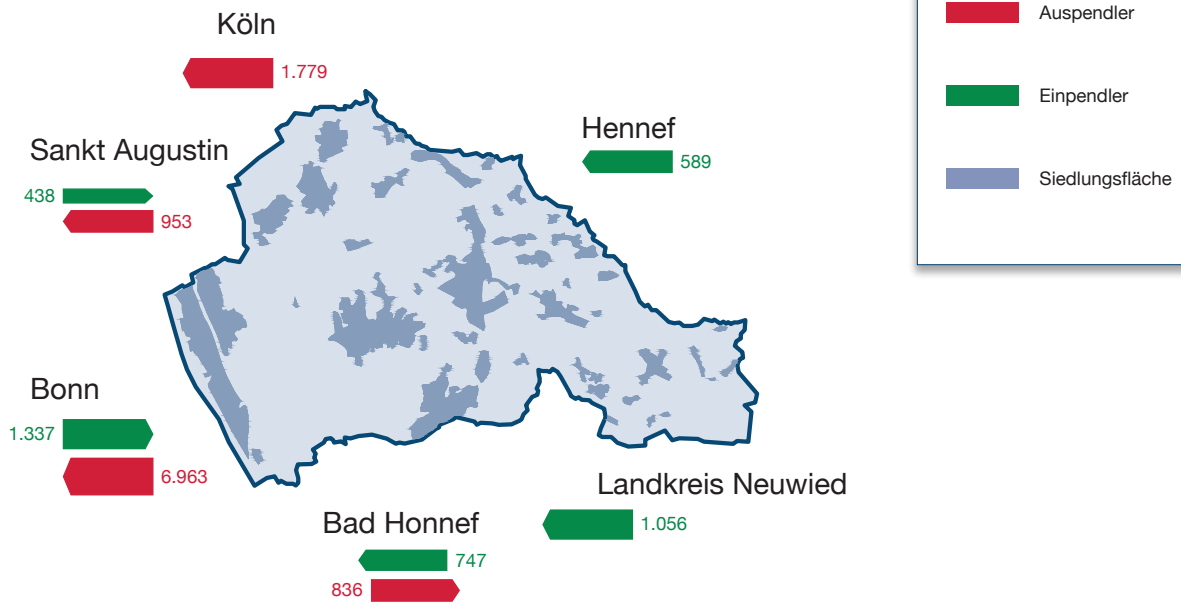 Köln
1.779
Sankt Augustin
438
953
Hennef
589
Bonn
1.337
6.963
Landkreis Neuwied
1.056
Bad Honnef
747
836
Auspendler
Einpendler
Siedlungsfläche